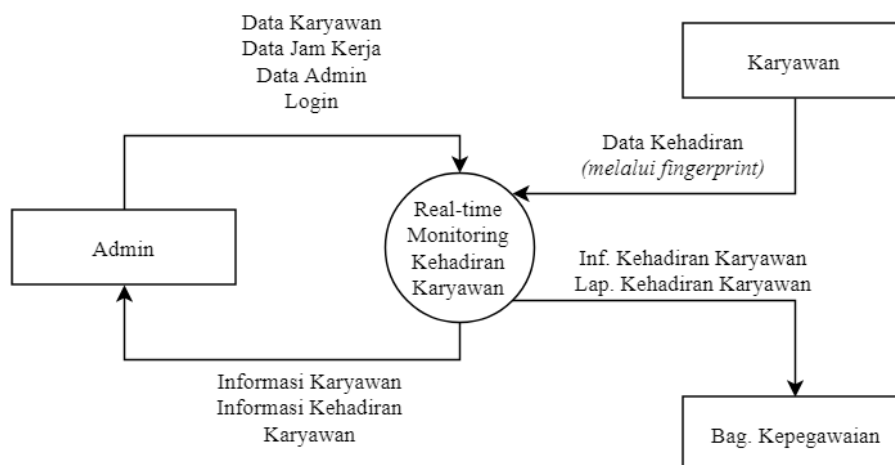 Data Karyawan
Data Jam Kerja
Data Admin
Login
Karyawan
Data Kehadiran
(melalui fingerprint)
Admin
Real-time
Monitoring
Kehadiran
Karyawan
Inf. Kehadiran Karyawan
Lap. Kehadiran Karyawan
Informasi Karyawan
Informasi Kehadiran
Karyawan
Bag. Kepegawaian